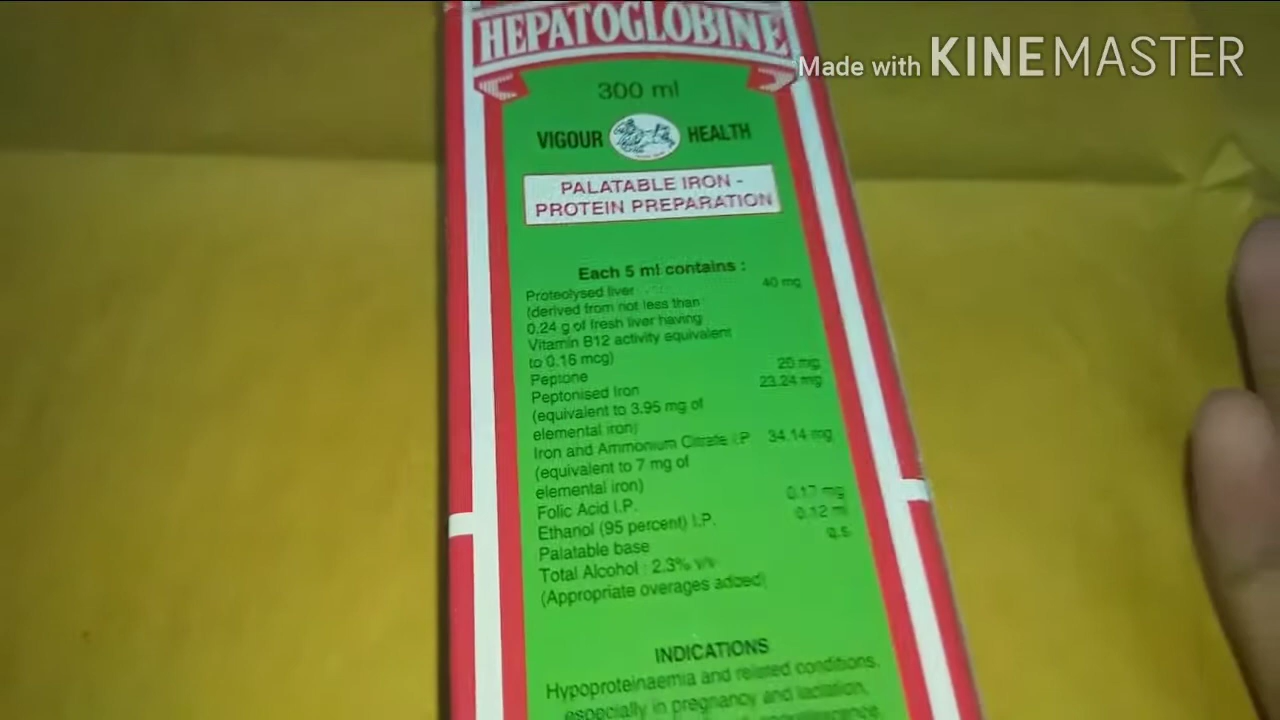 HEPATOGLOBINE
Made with KINEMASTER
300 ml
VIGOUR HEALTH
PALATABLE IRON -
PROTEIN PREPARATION
Each 5 ml contains :
Proteolysed liver 40 mg
(derived from not less than
0.24 g of fresh liver having
Vitamin B12 activity equivalent
to 0.16 mcg)
Peptone 20 mg
Peptonised Iron 23.24 mg
(equivalent to 3.95 mg of
elemental iron)
Iron and Ammonium Citrate I.P. 34.14 mg
(equivalent to 7 mg of
elemental iron)
Folic Acid I.P. 0.17 mg
Ethanol (95 percent) I.P. 0.12 ml
Palatable base q.s.
Total Alcohol : 2.3% v/v
(Appropriate overages added)
INDICATIONS
Hypoproteinaemia and related conditions,
especially in pregnancy and lactation,
convalescence,